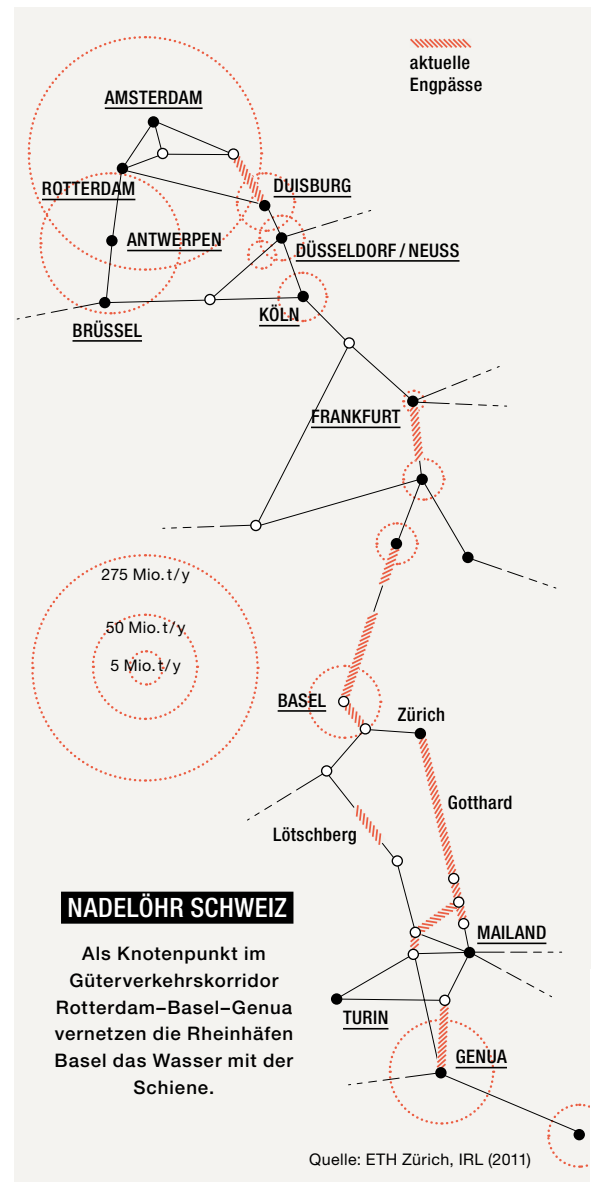 aktuelle
Engpässe
AMSTERDAM
ROTTERDAM
DUISBURG
ANTWERPEN
DÜSSELDORF / NEUSS
BRÜSSEL
KÖLN
FRANKFURT
275 Mio. t/y
50 Mio. t/y
5 Mio. t/y
BASEL
Zürich
Gotthard
Lötschberg
NADELÖHR SCHWEIZ
Als Knotenpunkt im
Güterverkehrskorridor
Rotterdam–Basel–Genua
vernetzen die Rheinhäfen
Basel das Wasser mit der
Schiene.
MAILAND
TURIN
GENUA
Quelle: ETH Zürich, IRL (2011)